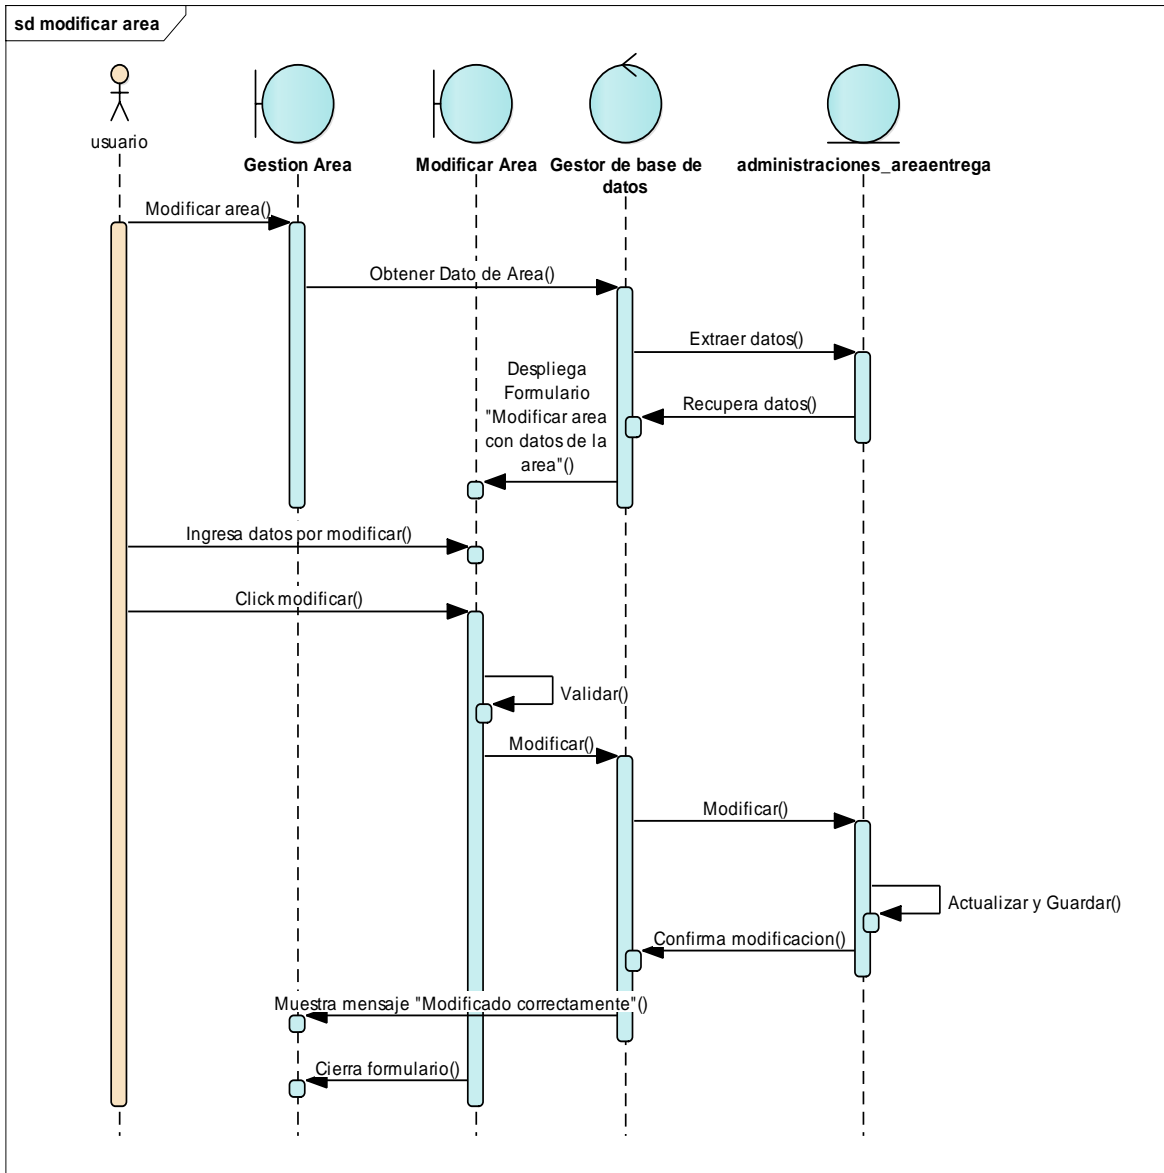 sd modificar area
usuario
Gestion Area
Modificar Area
Gestor de base de
datos
administraciones_areaentrega
Modificar area()
Obtener Dato de Area()
Extraer datos()
Despliega
Formulario
"Modificar area
con datos de la
area"()
Recupera datos()
Ingresa datos por modificar()
Click modificar()
Validar()
Modificar()
Modificar()
Actualizar y Guardar()
Confirma modificacion()
Muestra mensaje "Modificado correctamente"()
Cierra formulario()